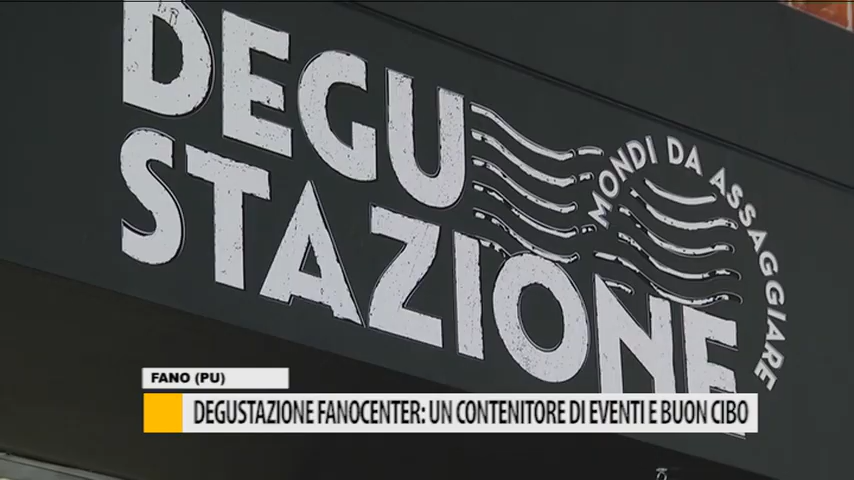 DEGU
STAZIONE
MONDI DA ASSAGGIARE
FANO (PU)
DEGUSTAZIONE FANOCENTER: UN CONTENITORE DI EVENTI E BUON CIBO